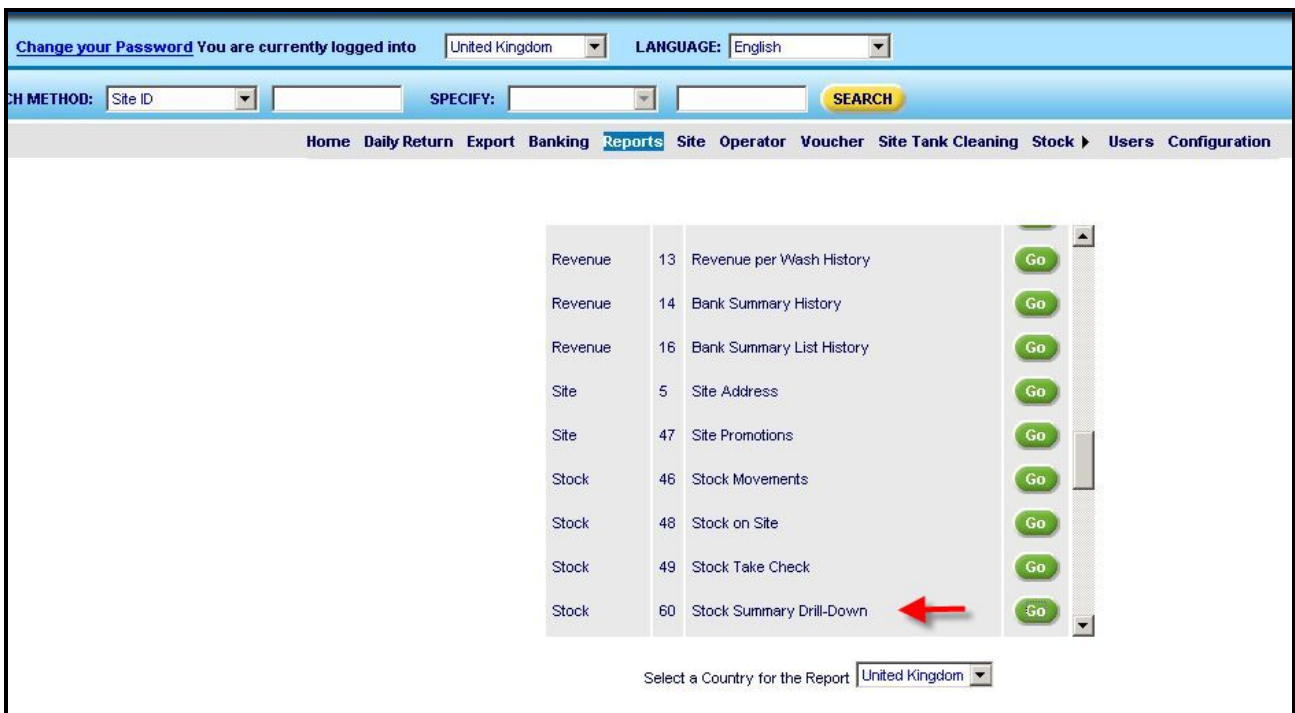 Change your Password You are currently logged into United Kingdom LANGUAGE: English
CH METHOD: Site ID SPECIFY: SEARCH
Home Daily Return Export Banking Reports Site Operator Voucher Site Tank Cleaning Stock Users Configuration
Revenue 13 Revenue per Wash History Go
Revenue 14 Bank Summary History Go
Revenue 16 Bank Summary List History Go
Site 5 Site Address Go
Site 47 Site Promotions Go
Stock 46 Stock Movements Go
Stock 48 Stock on Site Go
Stock 49 Stock Take Check Go
Stock 60 Stock Summary Drill-Down Go
Select a Country for the Report United Kingdom